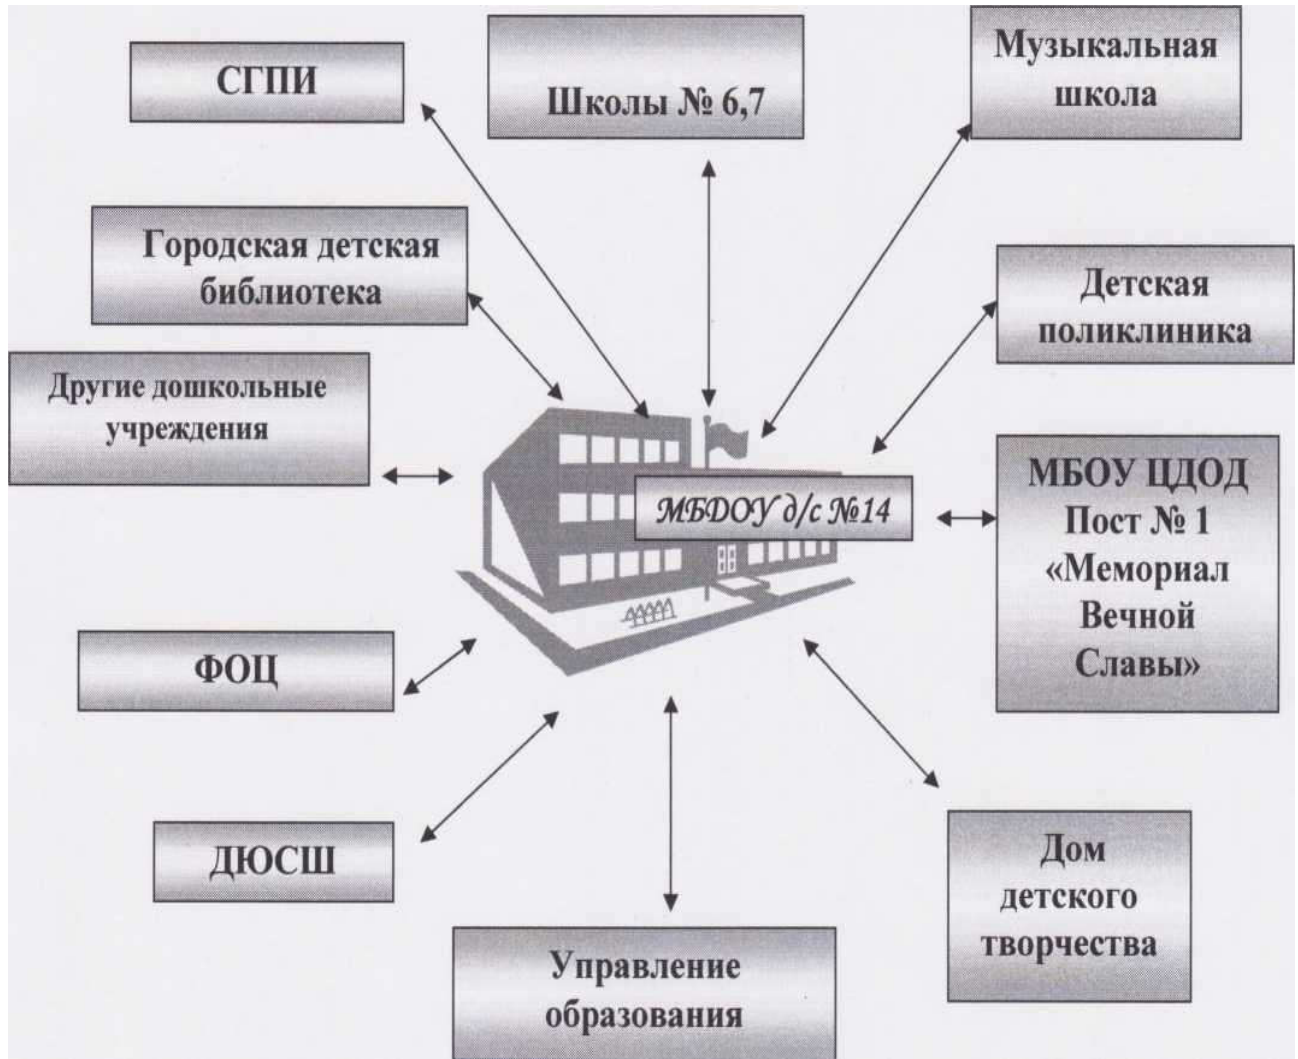 СГПИ
Школы № 6,7
Музыкальная
школа
Городская детская
библиотека
Детская
поликлиника
Другие дошкольные
учреждения
МБДОУ д/с №14
МБОУ ЦДОД
Пост № 1
«Мемориал
Вечной
Славы»
ФОЦ
ДЮСШ
Дом
детского
творчества
Управление
образования